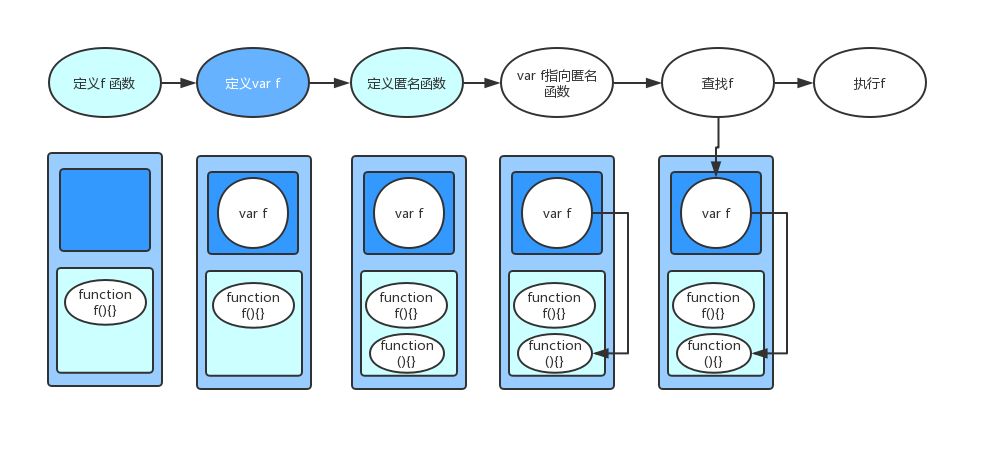 定义f 函数
定义var f
定义匿名函数
var f指向匿名
函数
查找f
执行f
function
f(){}
var f
function
f(){}
var f
function
f(){}
function
(){}
var f
function
f(){}
function
(){}
var f
function
f(){}
function
(){}